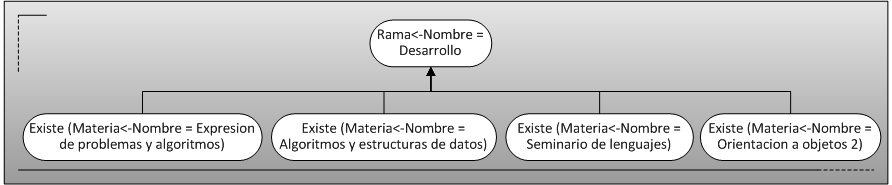 Rama<-Nombre =
Desarrollo
Existe (Materia<-Nombre = Expresion
de problemas y algoritmos)
Existe (Materia<-Nombre =
Algoritmos y estructuras de datos)
Existe (Materia<-Nombre =
Seminario de lenguajes)
Existe (Materia<-Nombre =
Orientacion a objetos 2)